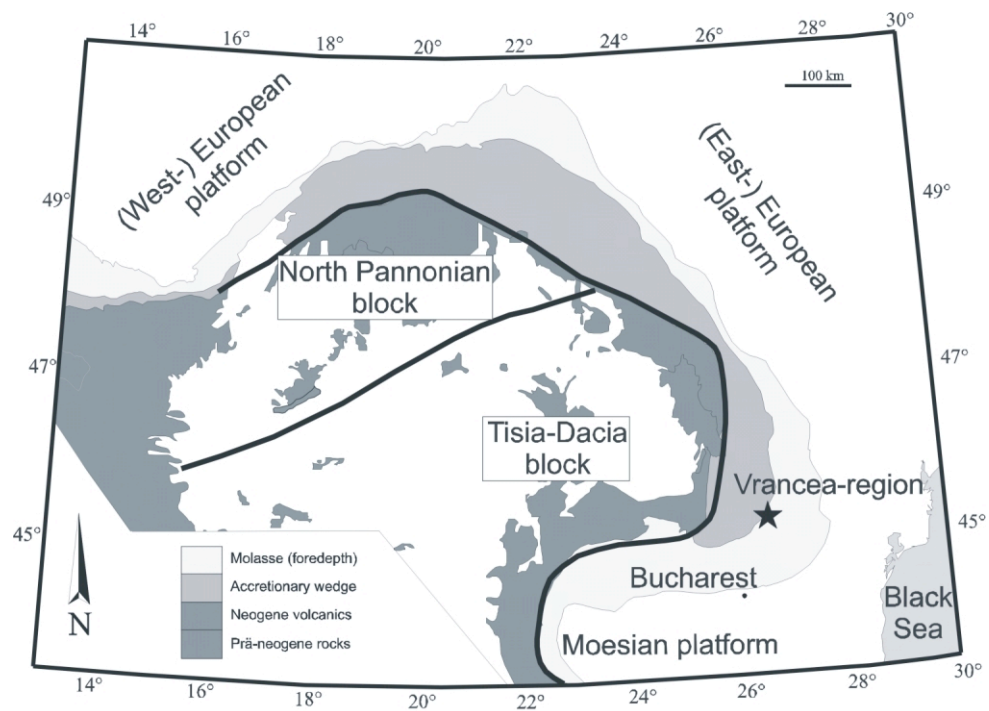 14° 16° 18° 20° 22° 24° 26° 28° 30°
100 km
(West-) European
platform
(East-) European
platform
49°
49°
North Pannonian
block
47°
47°
Tisia-Dacia
block
Vrancea-region
45°
45°
Molasse (foredepth)
Accretionary wedge
Neogene volcanics
Prä-neogene rocks
N
Bucharest
Black
Sea
Moesian platform
14° 16° 18° 20° 22° 24° 26° 28° 30°